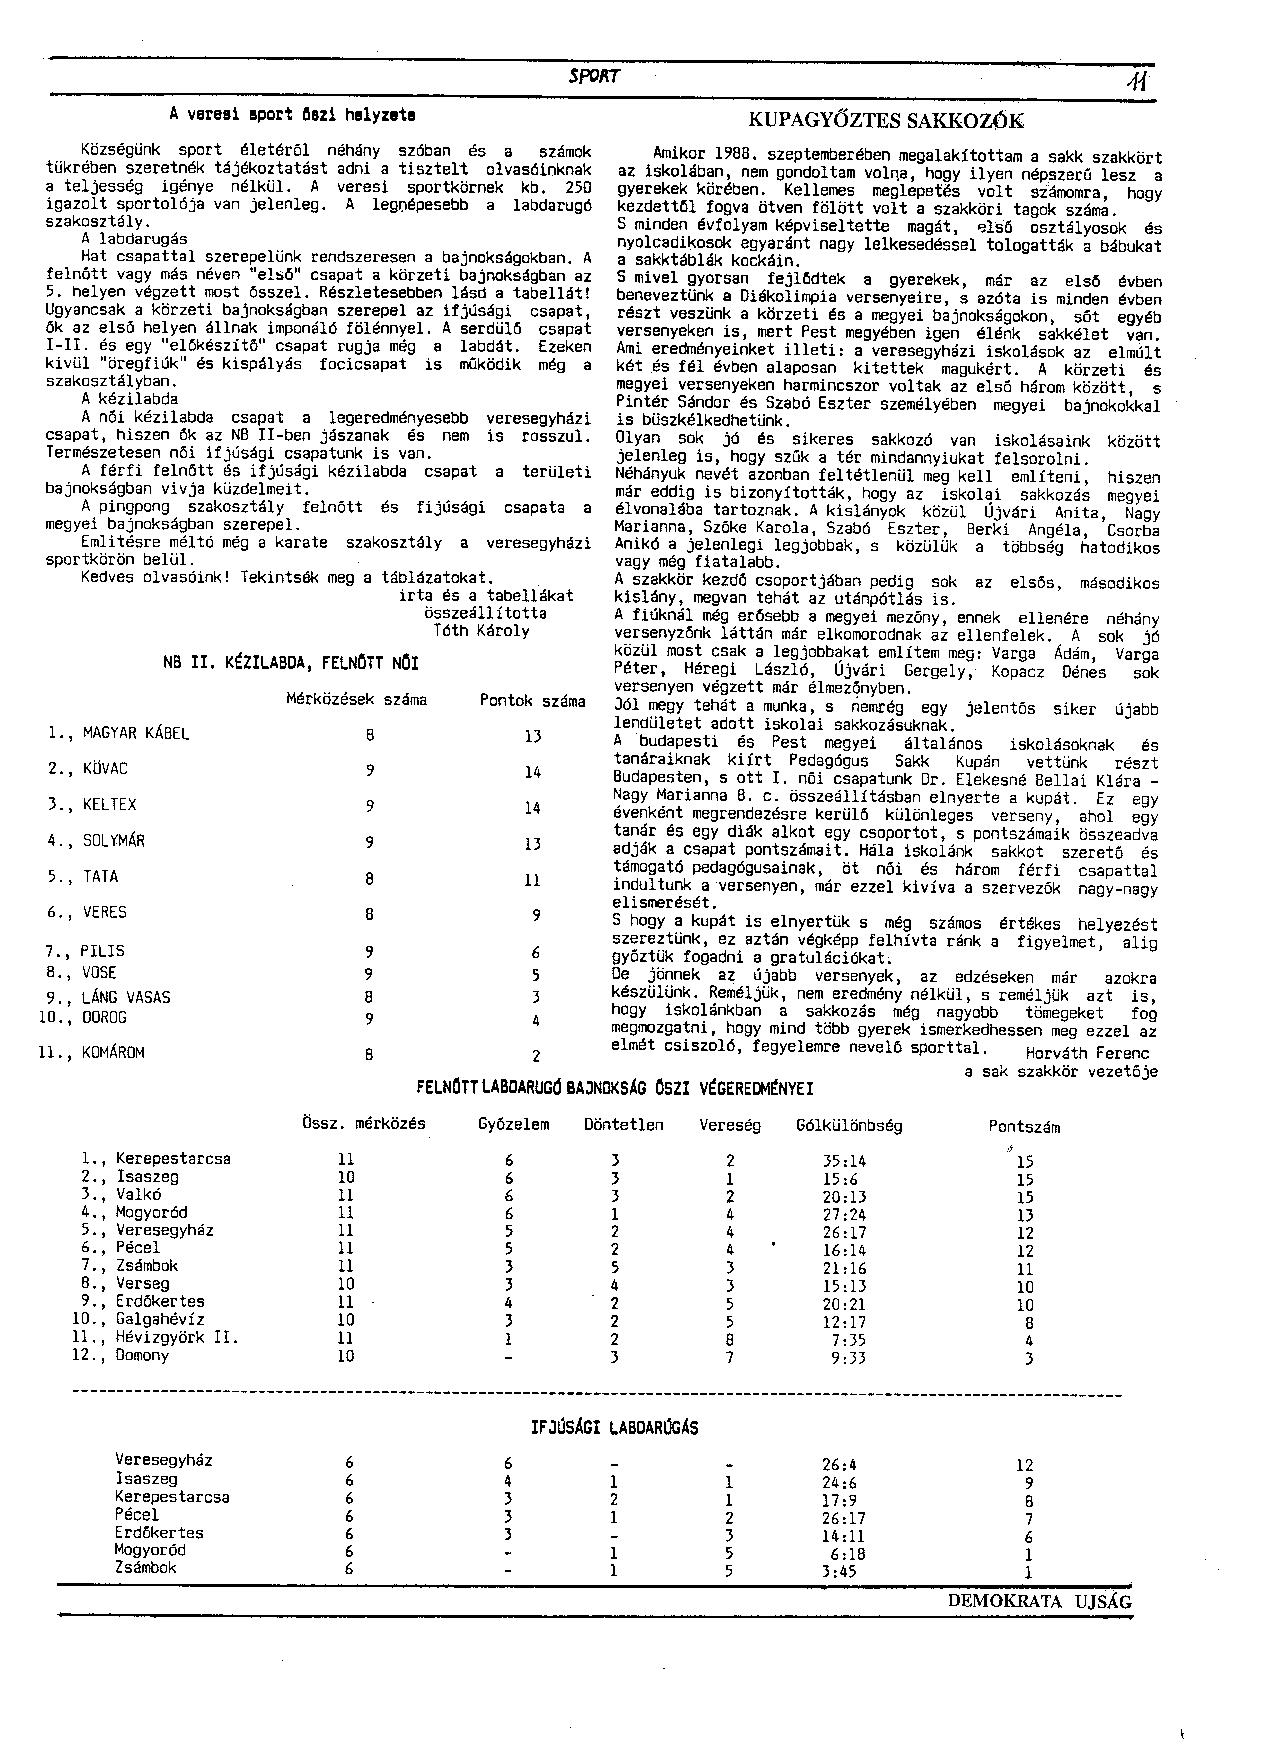 SPORT 11
A veresi sport őszi helyzete
Községünk sport életéről néhány szóban és a számok
tükrében szeretnék tájékoztatást adni a tisztelt olvasóinknak
a teljesség igénye nélkül. A veresi sportkörnek kb. 250
igazolt sportolója van jelenleg. A legnépesebb a labdarugó
szakosztály.
A labdarugás
Hat csapattal szerepelünk rendszeresen a bajnokságokban. A
felnőtt vagy más néven "első" csapat a körzeti bajnokságban az
5. helyen végzett most ősszel. Részletesebben lásd a tabellát!
Ugyancsak a körzeti bajnokságban szerepel az ifjúsági csapat,
ők az első helyen állnak imponáló fölénnyel. A serdülő csapat
I-II. és egy "előkészítő" csapat rugja még a labdát. Ezeken
kivül "öregfiúk" és kispályás focicsapat is működik még a
szakosztályban.
A kézilabda
A női kézilabda csapat a legeredményesebb veresegyházi
csapat, hiszen ők az NB II-ben jászanak és nem is rosszul.
Természetesen női ifjúsági csapatunk is van.
A férfi felnőtt és ifjúsági kézilabda csapat a területi
bajnokságban vivja küzdelmeit.
A pingpong szakosztály felnőtt és fijúsági csapata a
megyei bajnokságban szerepel.
Emlitésre méltó még a karate szakosztály a veresegyházi
sportkörön belül.
Kedves olvasóink! Tekintsék meg a táblázatokat.
irta és a tabellákat
összeállította
Tóth Károly
NB II. KÉZILABDA, FELNŐTT NŐI
Mérközések száma Pontok száma
1., MAGYAR KÁBEL 8 13
2., KÖVAC 9 14
3., KELTEX 9 14
4., SOLYMÁR 9 13
5., TATA 8 11
6., VERES 8 9
7., PILIS 9 6
8., VOSE 9 5
9., LÁNG VASAS 8 3
10., DOROG 9 4
11., KOMÁROM 8 2
KUPAGYŐZTES SAKKOZÓK
Amikor 1988. szeptemberében megalakítottam a sakk szakkört
az iskolában, nem gondoltam volna, hogy ilyen népszerű lesz a
gyerekek körében. Kellemes meglepetés volt számomra, hogy
kezdettől fogva ötven fölött volt a szakköri tagok száma.
S minden évfolyam képviseltette magát, első osztályosok és
nyolcadikosok egyaránt nagy lelkesedéssel tologatták a bábukat
a sakktáblák kockáin.
S mivel gyorsan fejlődtek a gyerekek, már az első évben
beneveztünk a Diákolimpia versenyeire, s azóta is minden évben
részt veszünk a körzeti és a megyei bajnokságokon, sőt egyéb
versenyeken is, mert Pest megyében igen élénk sakkélet van.
Ami eredményeinket illeti: a veresegyházi iskolások az elmúlt
két és fél évben alaposan kitettek magukért. A körzeti és
megyei versenyeken harmincszor voltak az első három között, s
Pintér Sándor és Szabó Eszter személyében megyei bajnokokkal
is büszkélkedhetünk.
Olyan sok jó és sikeres sakkozó van iskolásaink között
jelenleg is, hogy szűk a tér mindannyiukat felsorolni.
Néhányuk nevét azonban feltétlenül meg kell említeni, hiszen
már eddig is bizonyították, hogy az iskolai sakkozás megyei
élvonalába tartoznak. A kislányok közül Újvári Anita, Nagy
Marianna, Szőke Karola, Szabó Eszter, Berki Angéla, Csorba
Anikó a jelenlegi legjobbak, s közülük a többség hatodikos
vagy még fiatalabb.
A szakkör kezdő csoportjában pedig sok az elsős, másodikos
kislány, megvan tehát az utánpótlás is.
A fiúknál még erősebb a megyei mezőny, ennek ellenére néhány
versenyzőnk láttán már elkomorodnak az ellenfelek. A sok jó
közül most csak a legjobbakat említem meg: Varga Ádám, Varga
Péter, Héregi László, Újvári Gergely, Kopacz Dénes sok
versenyen végzett már élmezőnyben.
Jól megy tehát a munka, s nemrég egy jelentős siker újabb
lendületet adott iskolai sakkozásuknak.
A budapesti és Pest megyei általános iskolásoknak és
tanáraiknak kiírt Pedagógus Sakk Kupán vettünk részt
Budapesten, s ott I. női csapatunk Dr. Elekesné Bellai Klára -
Nagy Marianna 8. c. összeállításban elnyerte a kupát. Ez egy
évenként megrendezésre kerülő különleges verseny, ahol egy
tanár és egy diák alkot egy csoportot, s pontszámaik összeadva
adják a csapat pontszámait. Hála iskolánk sakkot szerető és
támogató pedagógusainak, öt női és három férfi csapattal
indultunk a versenyen, már ezzel kivíva a szervezők nagy-nagy
elismerését.
S hogy a kupát is elnyertük s még számos értékes helyezést
szereztünk, ez aztán végképp felhívta ránk a figyelmet, alig
győztük fogadni a gratulációkat.
De jönnek az újabb versenyek, az edzéseken már azokra
készülünk. Reméljük, nem eredmény nélkül, s reméljük azt is,
hogy iskolánkban a sakkozás még nagyobb tömegeket fog
megmozgatni, hogy mind több gyerek ismerkedhessen meg ezzel az
elmét csiszoló, fegyelemre nevelő sporttal. Horváth Ferenc
a sak szakkör vezetője
FELNŐTT LABDARUGÓ BAJNOKSÁG ŐSZI VÉGEREDMÉNYEI
Össz. mérközés Győzelem Döntetlen Vereség Gólkülönbség Pontszám
1., Kerepestarcsa 11 6 3 2 35:14 15
2., Isaszeg 10 6 3 1 15:6 15
3., Valkó 11 6 3 2 20:13 15
4., Mogyoród 11 6 1 4 27:24 13
5., Veresegyház 11 5 2 4 26:17 12
6., Pécel 11 5 2 4 16:14 12
7., Zsámbok 11 3 5 3 21:16 11
8., Verseg 10 3 4 3 15:13 10
9., Erdőkertes 11 4 2 5 20:21 10
10., Galgahévíz 10 3 2 5 12:17 8
11., Hévizgyörk II. 11 1 2 8 7:35 4
12., Domony 10 - 3 7 9:33 3
IFJÚSÁGI LABDARÚGÁS
Veresegyház 6 6 - - 26:4 12
Isaszeg 6 4 1 1 24:6 9
Kerepestarcsa 6 3 2 1 17:9 8
Pécel 6 3 1 2 26:17 7
Erdőkertes 6 3 - 3 14:11 6
Mogyoród 6 - 1 5 6:18 1
Zsámbok 6 - 1 5 3:45 1
DEMOKRATA UJSÁG